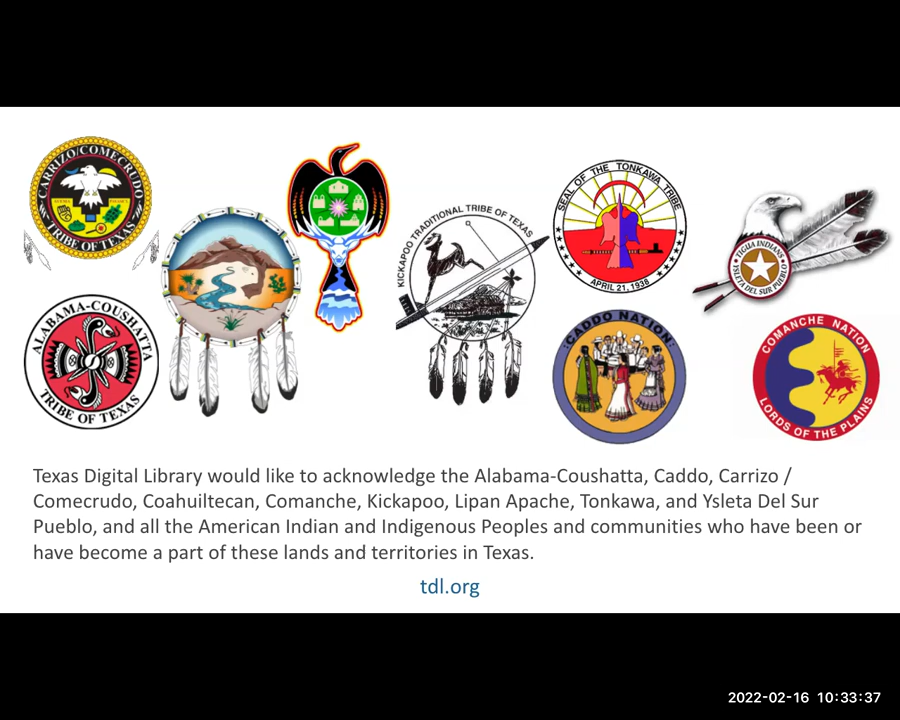 CARRIZO/COMECRUDO
TRIBE OF TEXAS
ALABAMA-COUSHATTA
TRIBE OF TEXAS
KICKAPOO TRADITIONAL TRIBE OF TEXAS
SEAL OF THE TONKAWA TRIBE
APRIL 21, 1938
CADDO NATION
TIGUA INDIANS
YSLETA DEL SUR PUEBLO
COMANCHE NATION
LORDS OF THE PLAINS
Texas Digital Library would like to acknowledge the Alabama-Coushatta, Caddo, Carrizo /
Comecrudo, Coahuiltecan, Comanche, Kickapoo, Lipan Apache, Tonkawa, and Ysleta Del Sur
Pueblo, and all the American Indian and Indigenous Peoples and communities who have been or
have become a part of these lands and territories in Texas.
tdl.org
2022-02-16 10:33:37